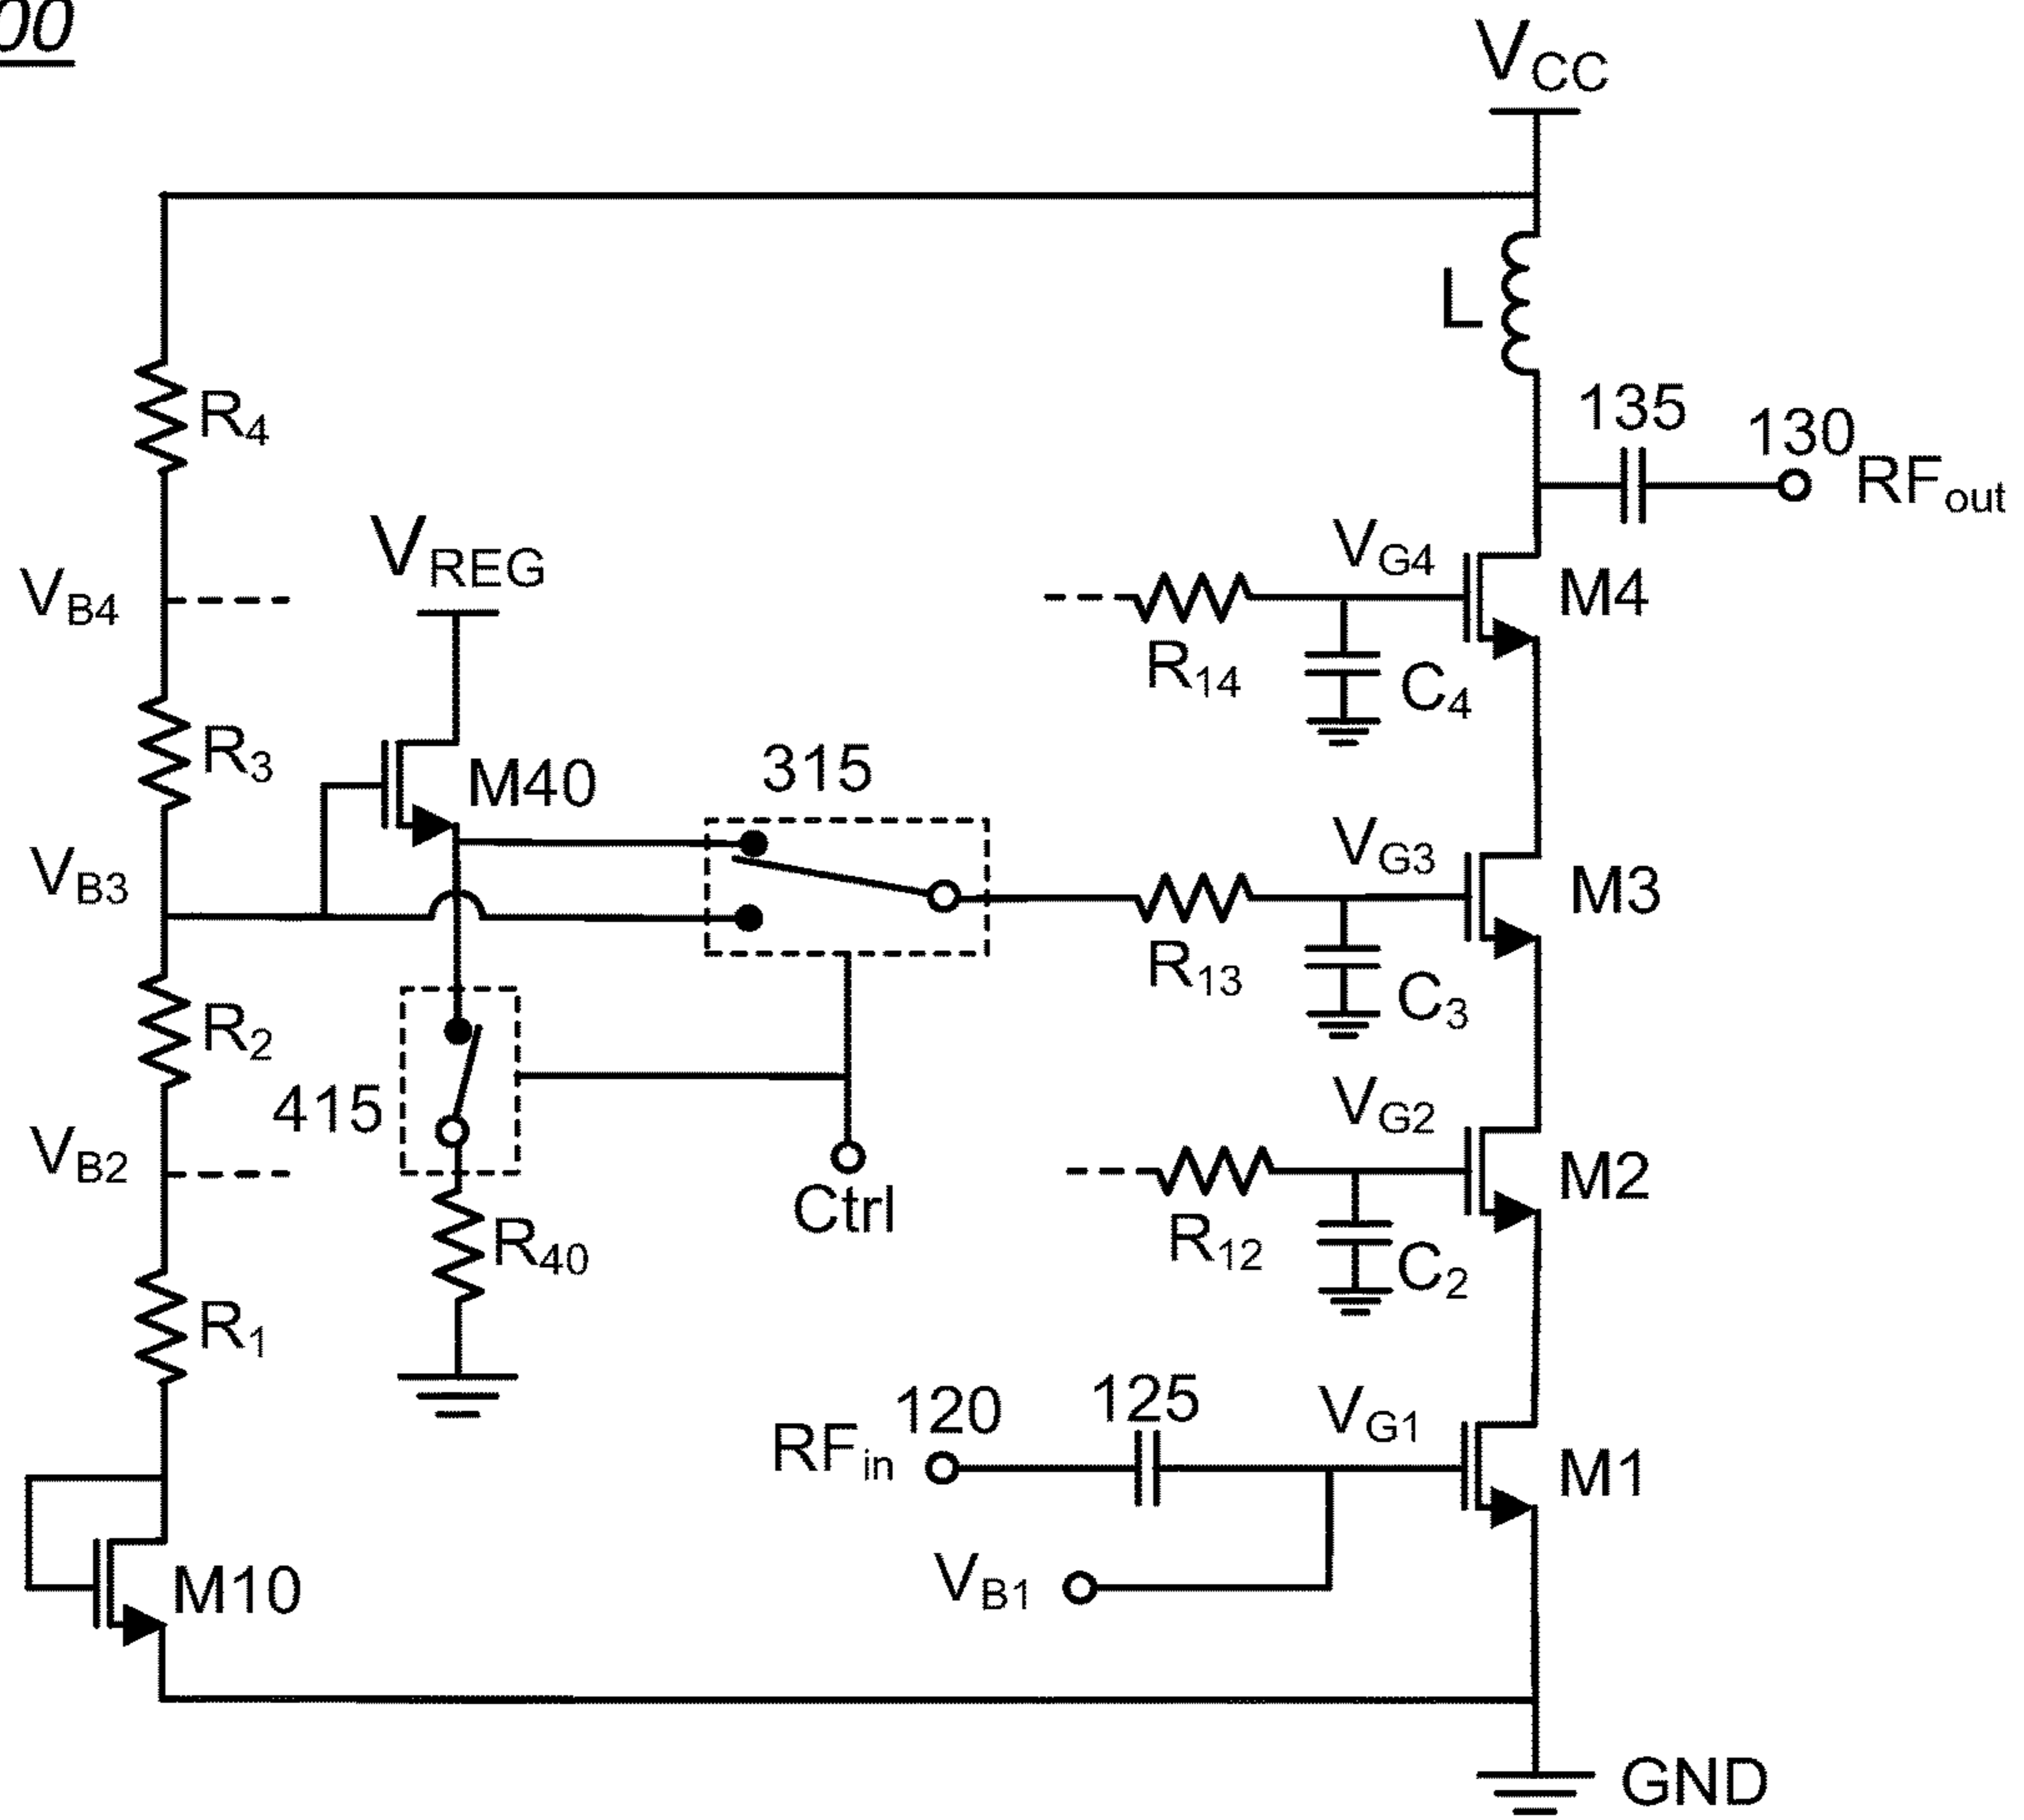 00
VCC
L
135
130
RFout
R4
VREG
VB4
VG4
M4
R14
C4
R3
M40
315
VB3
VG3
M3
R13
C3
R2
415
VG2
VB2
M2
Ctrl
R40
R12
C2
R1
RFin
120
125
VG1
M1
VB1
M10
GND